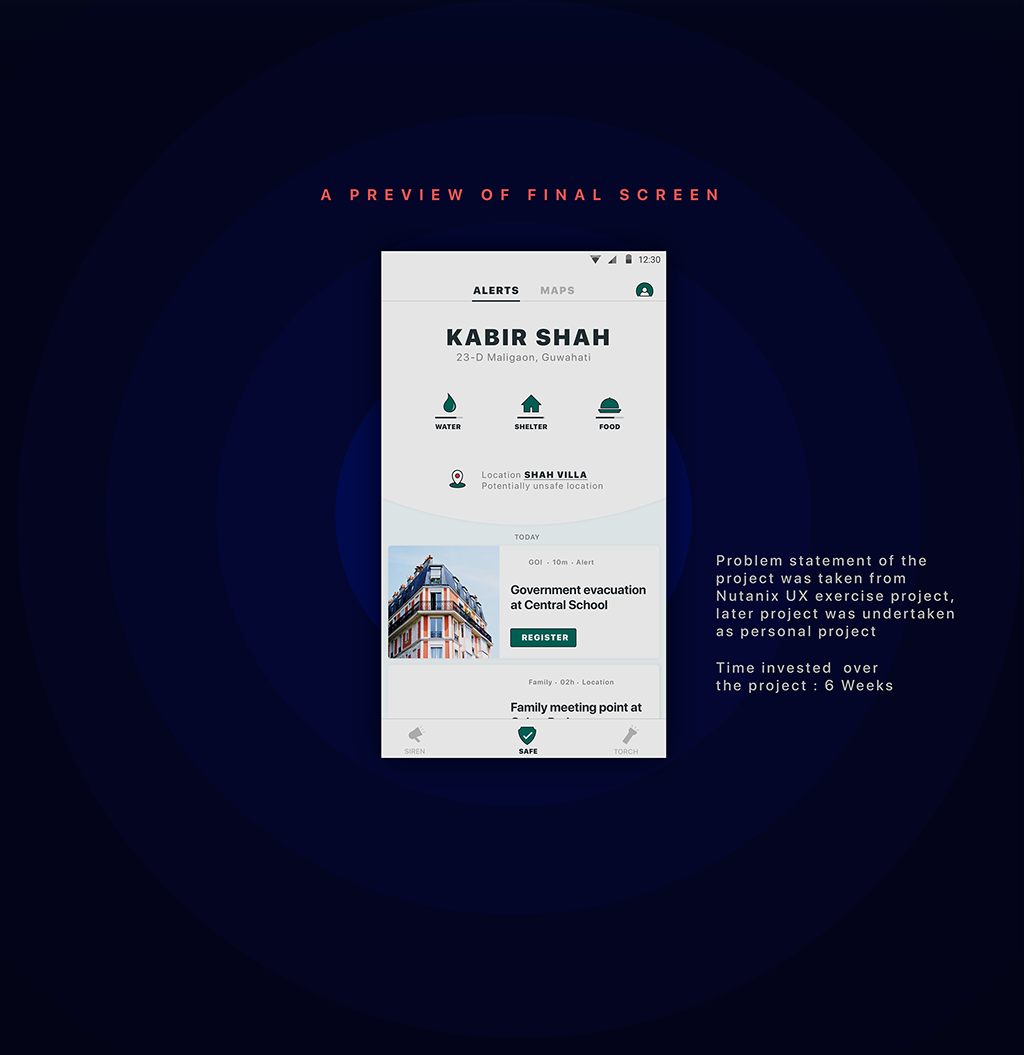 A PREVIEW OF FINAL SCREEN
12:30
ALERTS MAPS
KABIR SHAH
23-D Maligaon, Guwahati
WATER SHELTER FOOD
Location SHAH VILLA
Potentially unsafe location
TODAY
GOI · 10m · Alert
Government evacuation
at Central School
REGISTER
Family · 02h · Location
Family meeting point at
SIREN SAFE TORCH
Problem statement of the
project was taken from
Nutanix UX exercise project,
later project was undertaken
as personal project
Time invested over
the project : 6 Weeks